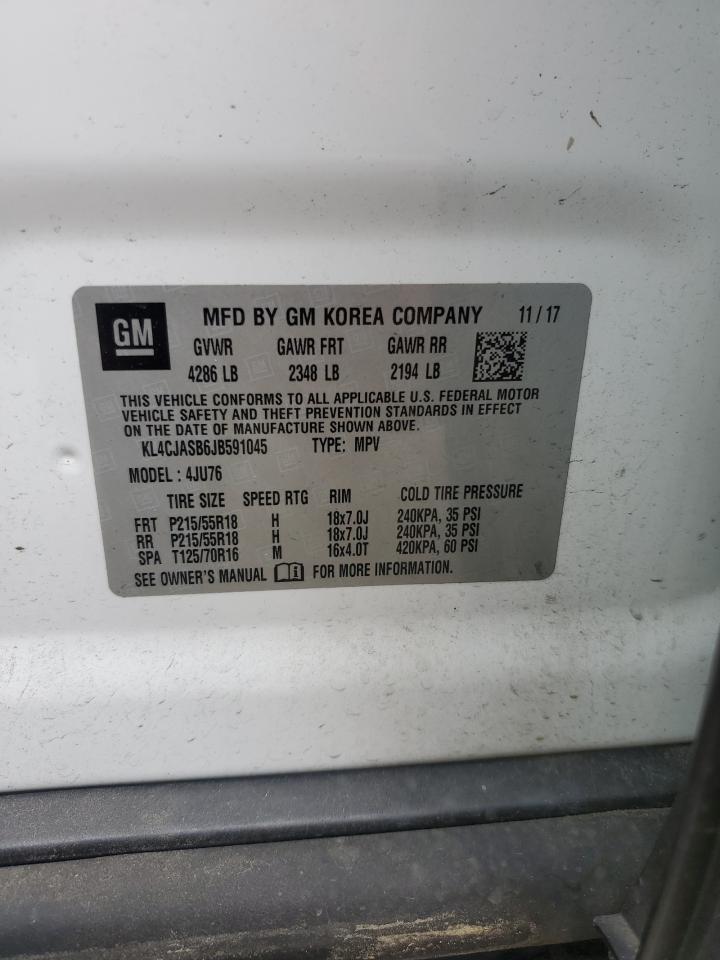 GM MFD BY GM KOREA COMPANY 11/17
GVWR GAWR FRT GAWR RR
4286 LB 2348 LB 2194 LB
THIS VEHICLE CONFORMS TO ALL APPLICABLE U.S. FEDERAL MOTOR
VEHICLE SAFETY AND THEFT PREVENTION STANDARDS IN EFFECT
ON THE DATE OF MANUFACTURE SHOWN ABOVE.
KL4CJASB6JB591045 TYPE: MPV
MODEL : 4JU76
TIRE SIZE SPEED RTG RIM COLD TIRE PRESSURE
FRT P215/55R18 H 18x7.0J 240KPA, 35 PSI
RR P215/55R18 H 18x7.0J 240KPA, 35 PSI
SPA T125/70R16 M 16x4.0T 420KPA, 60 PSI
SEE OWNER'S MANUAL FOR MORE INFORMATION.